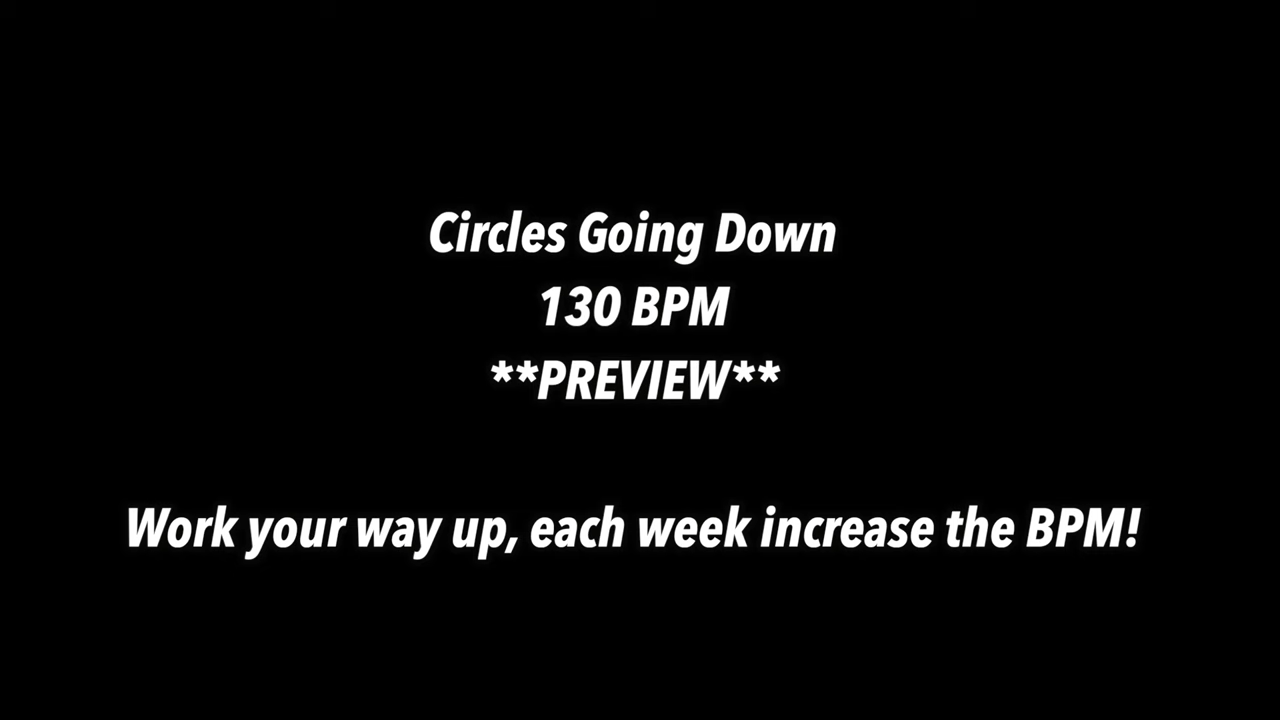 Circles Going Down
130 BPM
**PREVIEW**
Work your way up, each week increase the BPM!